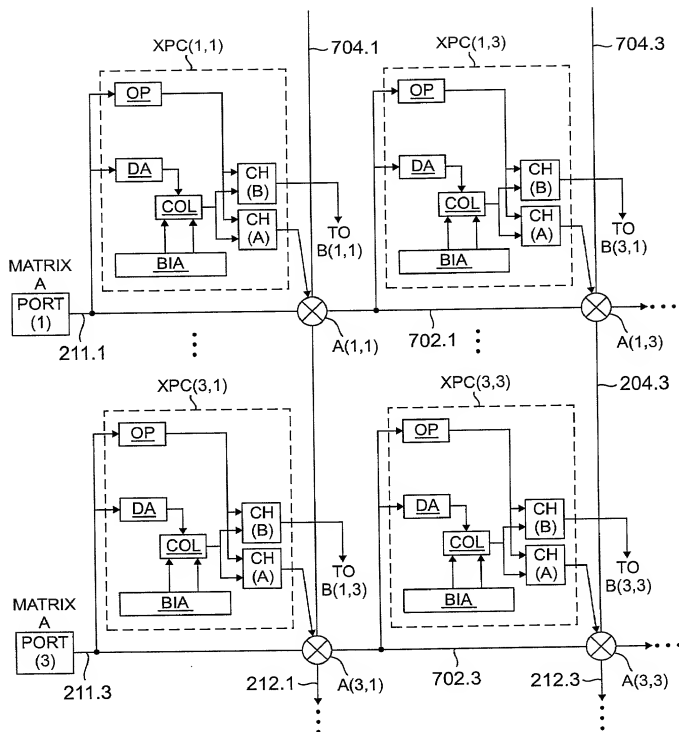 XPC(1,1)
704.1
XPC(1,3)
704.3
OP
DA
COL
CH
(B)
CH
(A)
BIA
TO
B(1,1)
OP
DA
COL
CH
(B)
CH
(A)
BIA
TO
B(3,1)
MATRIX
A
PORT
(1)
211.1
A(1,1)
702.1
A(1,3)
XPC(3,1)
XPC(3,3)
204.3
OP
DA
COL
CH
(B)
CH
(A)
BIA
TO
B(1,3)
OP
DA
COL
CH
(B)
CH
(A)
BIA
TO
B(3,3)
MATRIX
A
PORT
(3)
211.3
212.1
A(3,1)
702.3
212.3
A(3,3)